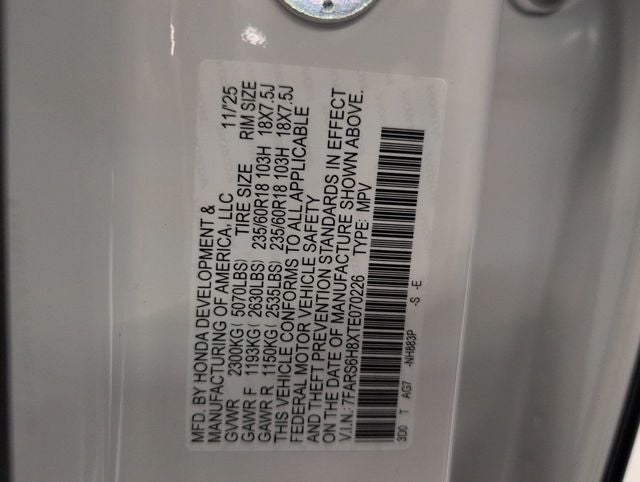 MFD. BY HONDA DEVELOPMENT &
MANUFACTURING OF AMERICA, LLC 11/'25
GVWR 2300KG( 5070LBS) TIRE SIZE RIM SIZE
GAWR F 1193KG( 2630LBS) 235/60R18 103H 18X7.5J
GAWR R 1150KG( 2535LBS) 235/60R18 103H 18X7.5J
THIS VEHICLE CONFORMS TO ALL APPLICABLE
FEDERAL MOTOR VEHICLE SAFETY
AND THEFT PREVENTION STANDARDS IN EFFECT
ON THE DATE OF MANUFACTURE SHOWN ABOVE.
V.I.N.: 7FARS6H8XTE070226 TYPE: MPV
3D0 T AG7 -NH883P -S -E